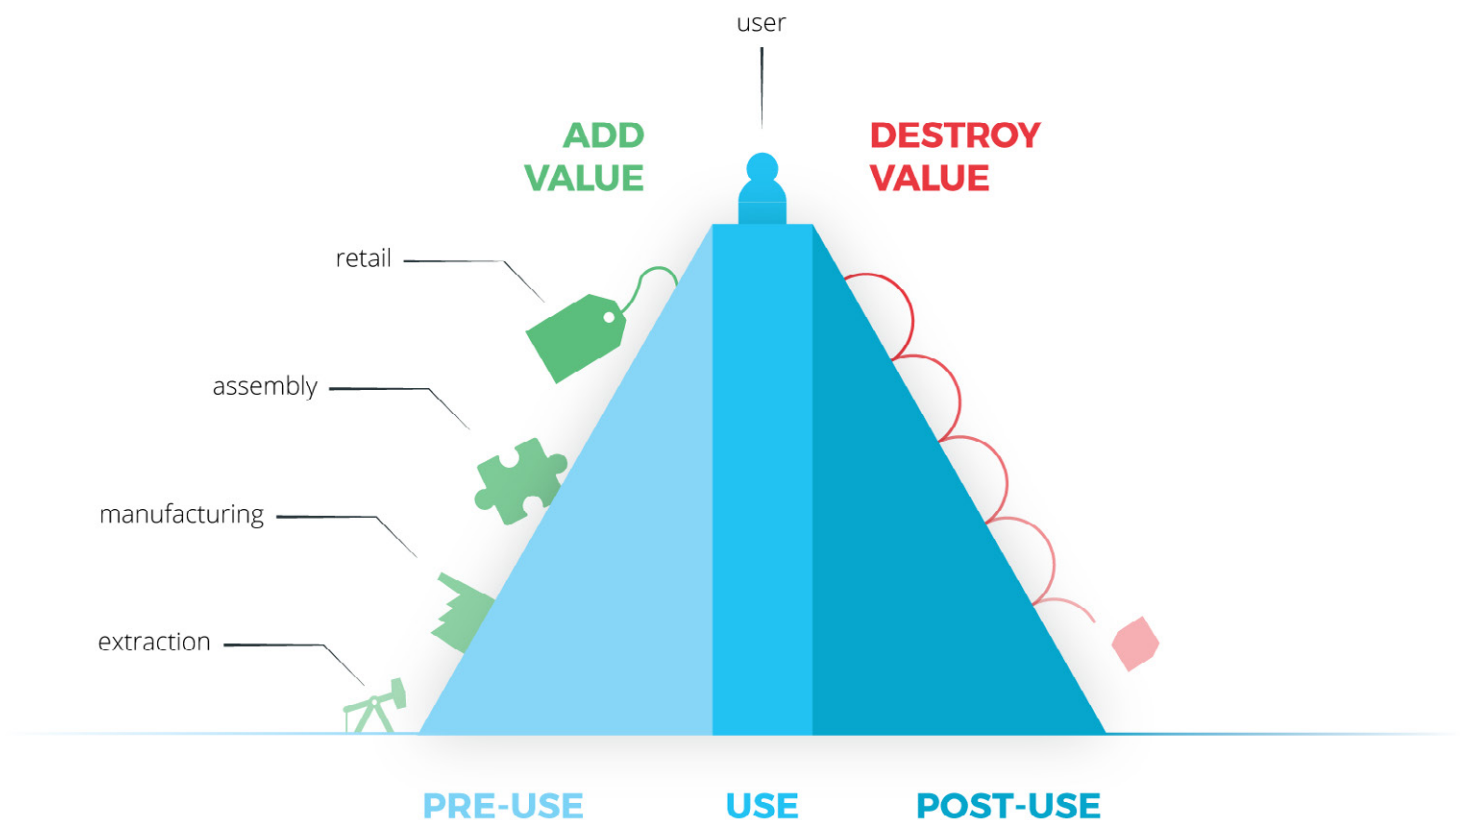 user
ADD
VALUE
DESTROY
VALUE
retail
assembly
manufacturing
extraction
PRE-USE
USE
POST-USE